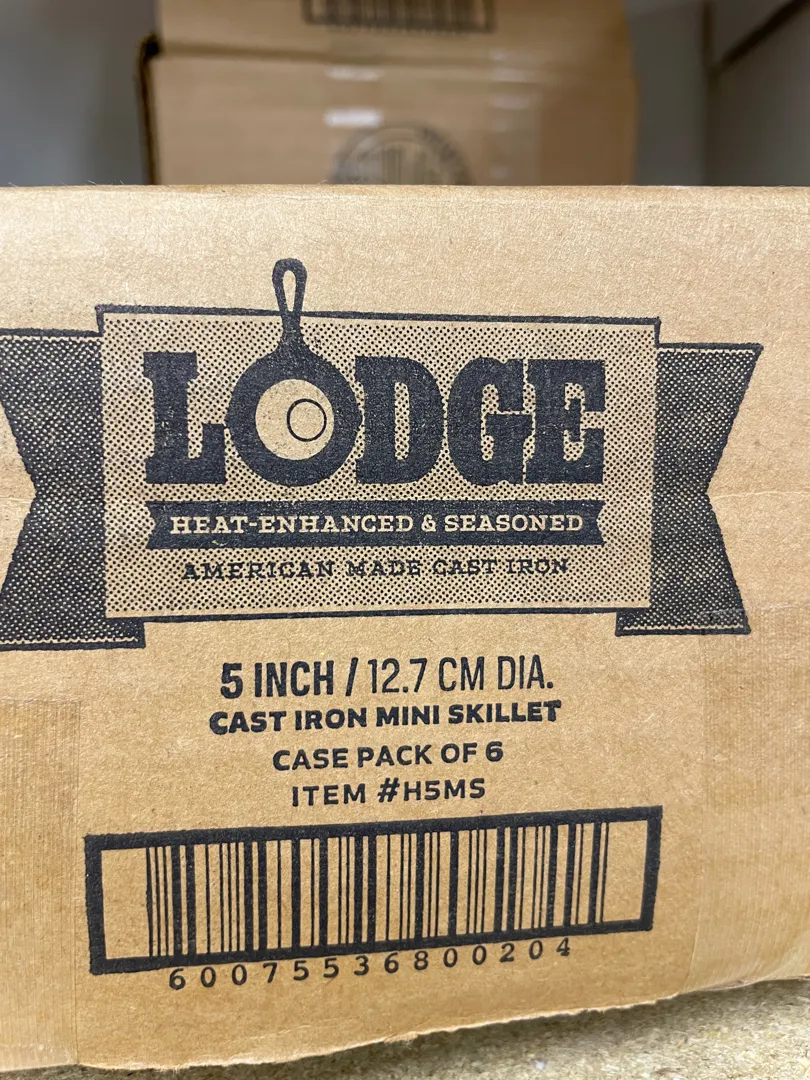 LODGE
HEAT-ENHANCED & SEASONED
AMERICAN MADE CAST IRON
5 INCH / 12.7 CM DIA.
CAST IRON MINI SKILLET
CASE PACK OF 6
ITEM #H5MS
60075536800204